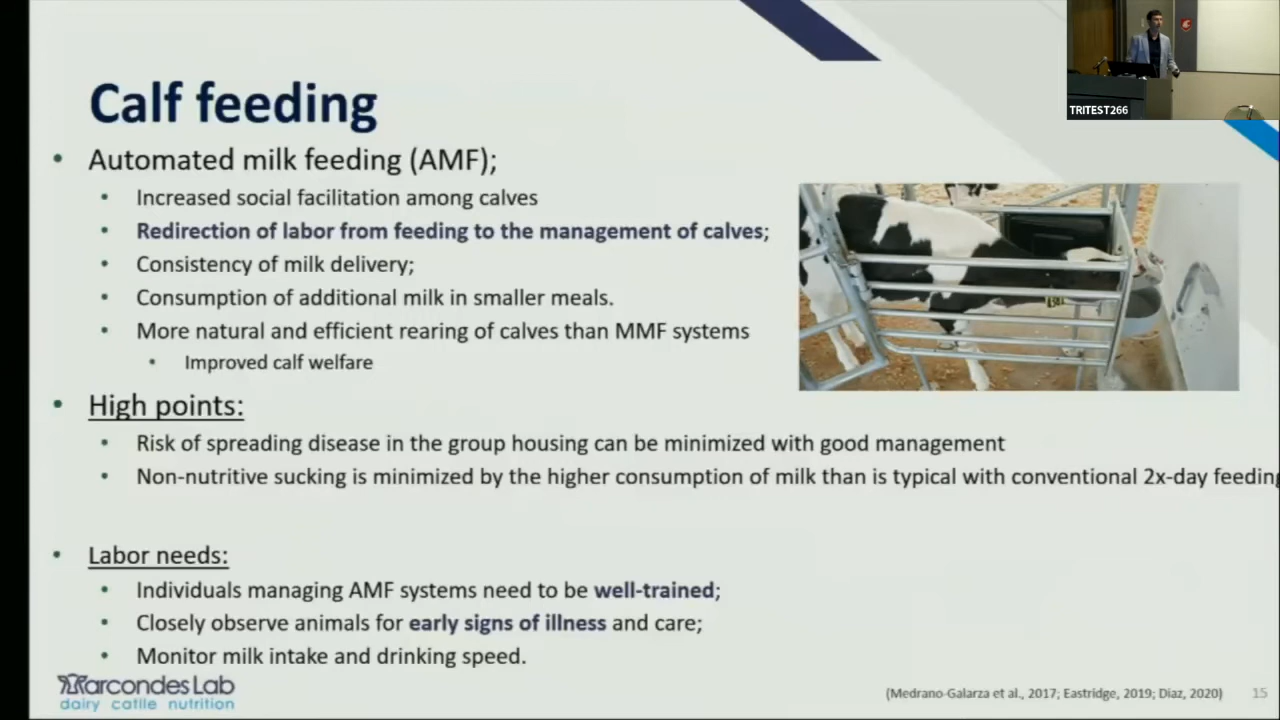 TRITEST266
Calf feeding
• Automated milk feeding (AMF);
• Increased social facilitation among calves
• Redirection of labor from feeding to the management of calves;
• Consistency of milk delivery;
• Consumption of additional milk in smaller meals.
• More natural and efficient rearing of calves than MMF systems
• Improved calf welfare
• High points:
• Risk of spreading disease in the group housing can be minimized with good management
• Non-nutritive sucking is minimized by the higher consumption of milk than is typical with conventional 2x-day feeding
• Labor needs:
• Individuals managing AMF systems need to be well-trained;
• Closely observe animals for early signs of illness and care;
• Monitor milk intake and drinking speed.
Marcondes Lab
dairy catlle nutrition
(Medrano-Galarza et al., 2017; Eastridge, 2019; Diaz, 2020)
15